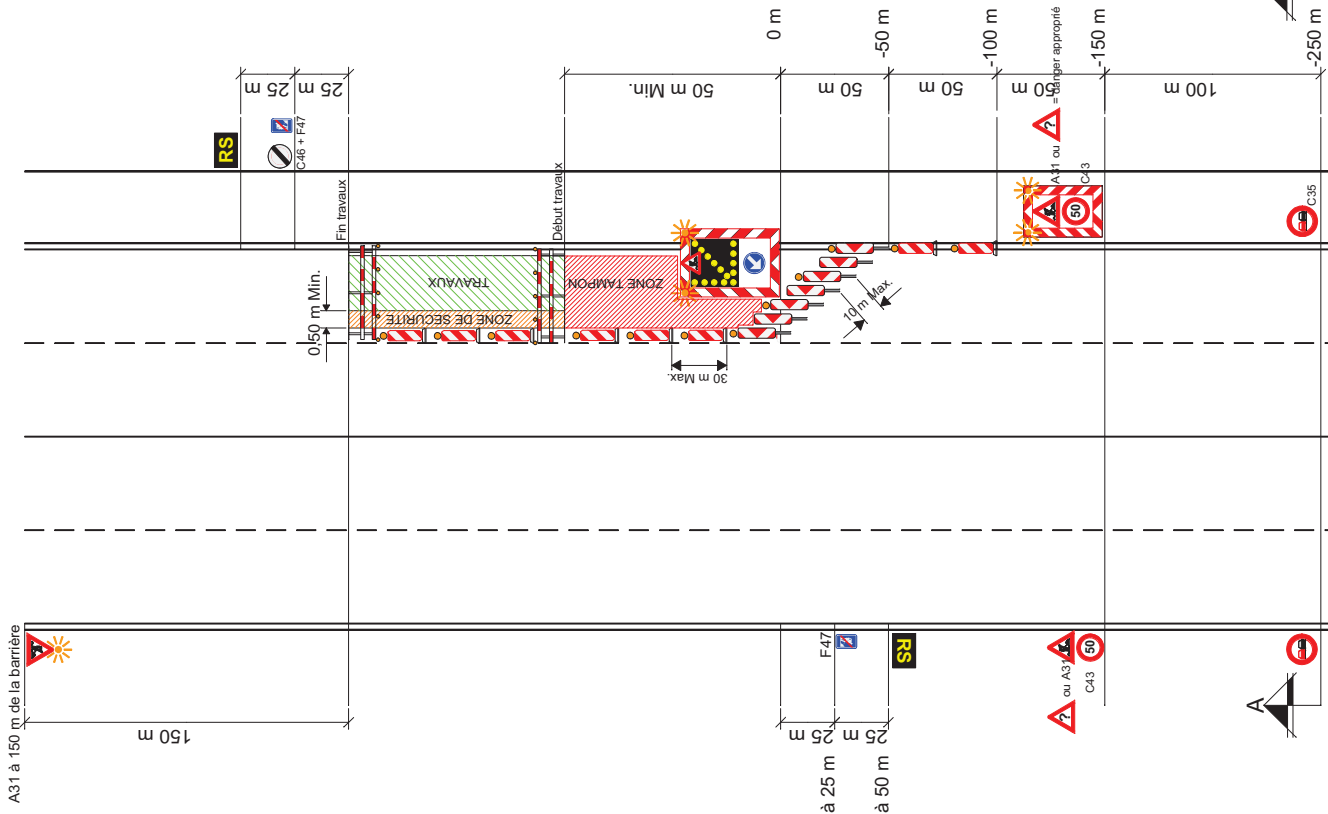 A31 à 150 m de la barrière
150 m
RS
25 m
25 m
C46 + F47
Fin travaux
0,50 m Min.
TRAVAUX
ZONE DE SÉCURITÉ
Début travaux
ZONE TAMPON
50 m Min.
30 m Max.
10 m Max.
0 m
50 m
-50 m
50 m
-100 m
50 m
-150 m
100 m
-250 m
? = danger approprié
A31 ou
C43
50
C35
F47
RS
25 m
25 m
à 25 m
à 50 m
? ou A31
C43
50
A